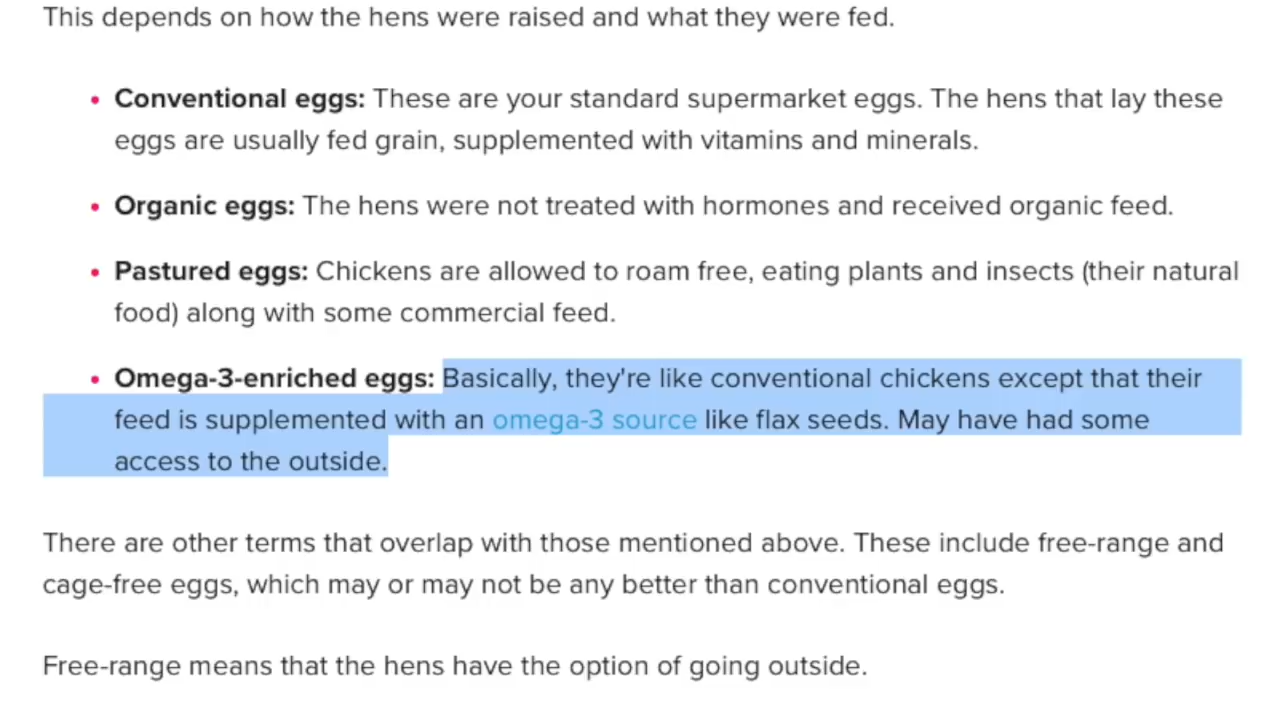 This depends on how the hens were raised and what they were fed.
• Conventional eggs: These are your standard supermarket eggs. The hens that lay these
eggs are usually fed grain, supplemented with vitamins and minerals.
• Organic eggs: The hens were not treated with hormones and received organic feed.
• Pastured eggs: Chickens are allowed to roam free, eating plants and insects (their natural
food) along with some commercial feed.
• Omega-3-enriched eggs: Basically, they're like conventional chickens except that their
feed is supplemented with an omega-3 source like flax seeds. May have had some
access to the outside.
There are other terms that overlap with those mentioned above. These include free-range and
cage-free eggs, which may or may not be any better than conventional eggs.
Free-range means that the hens have the option of going outside.